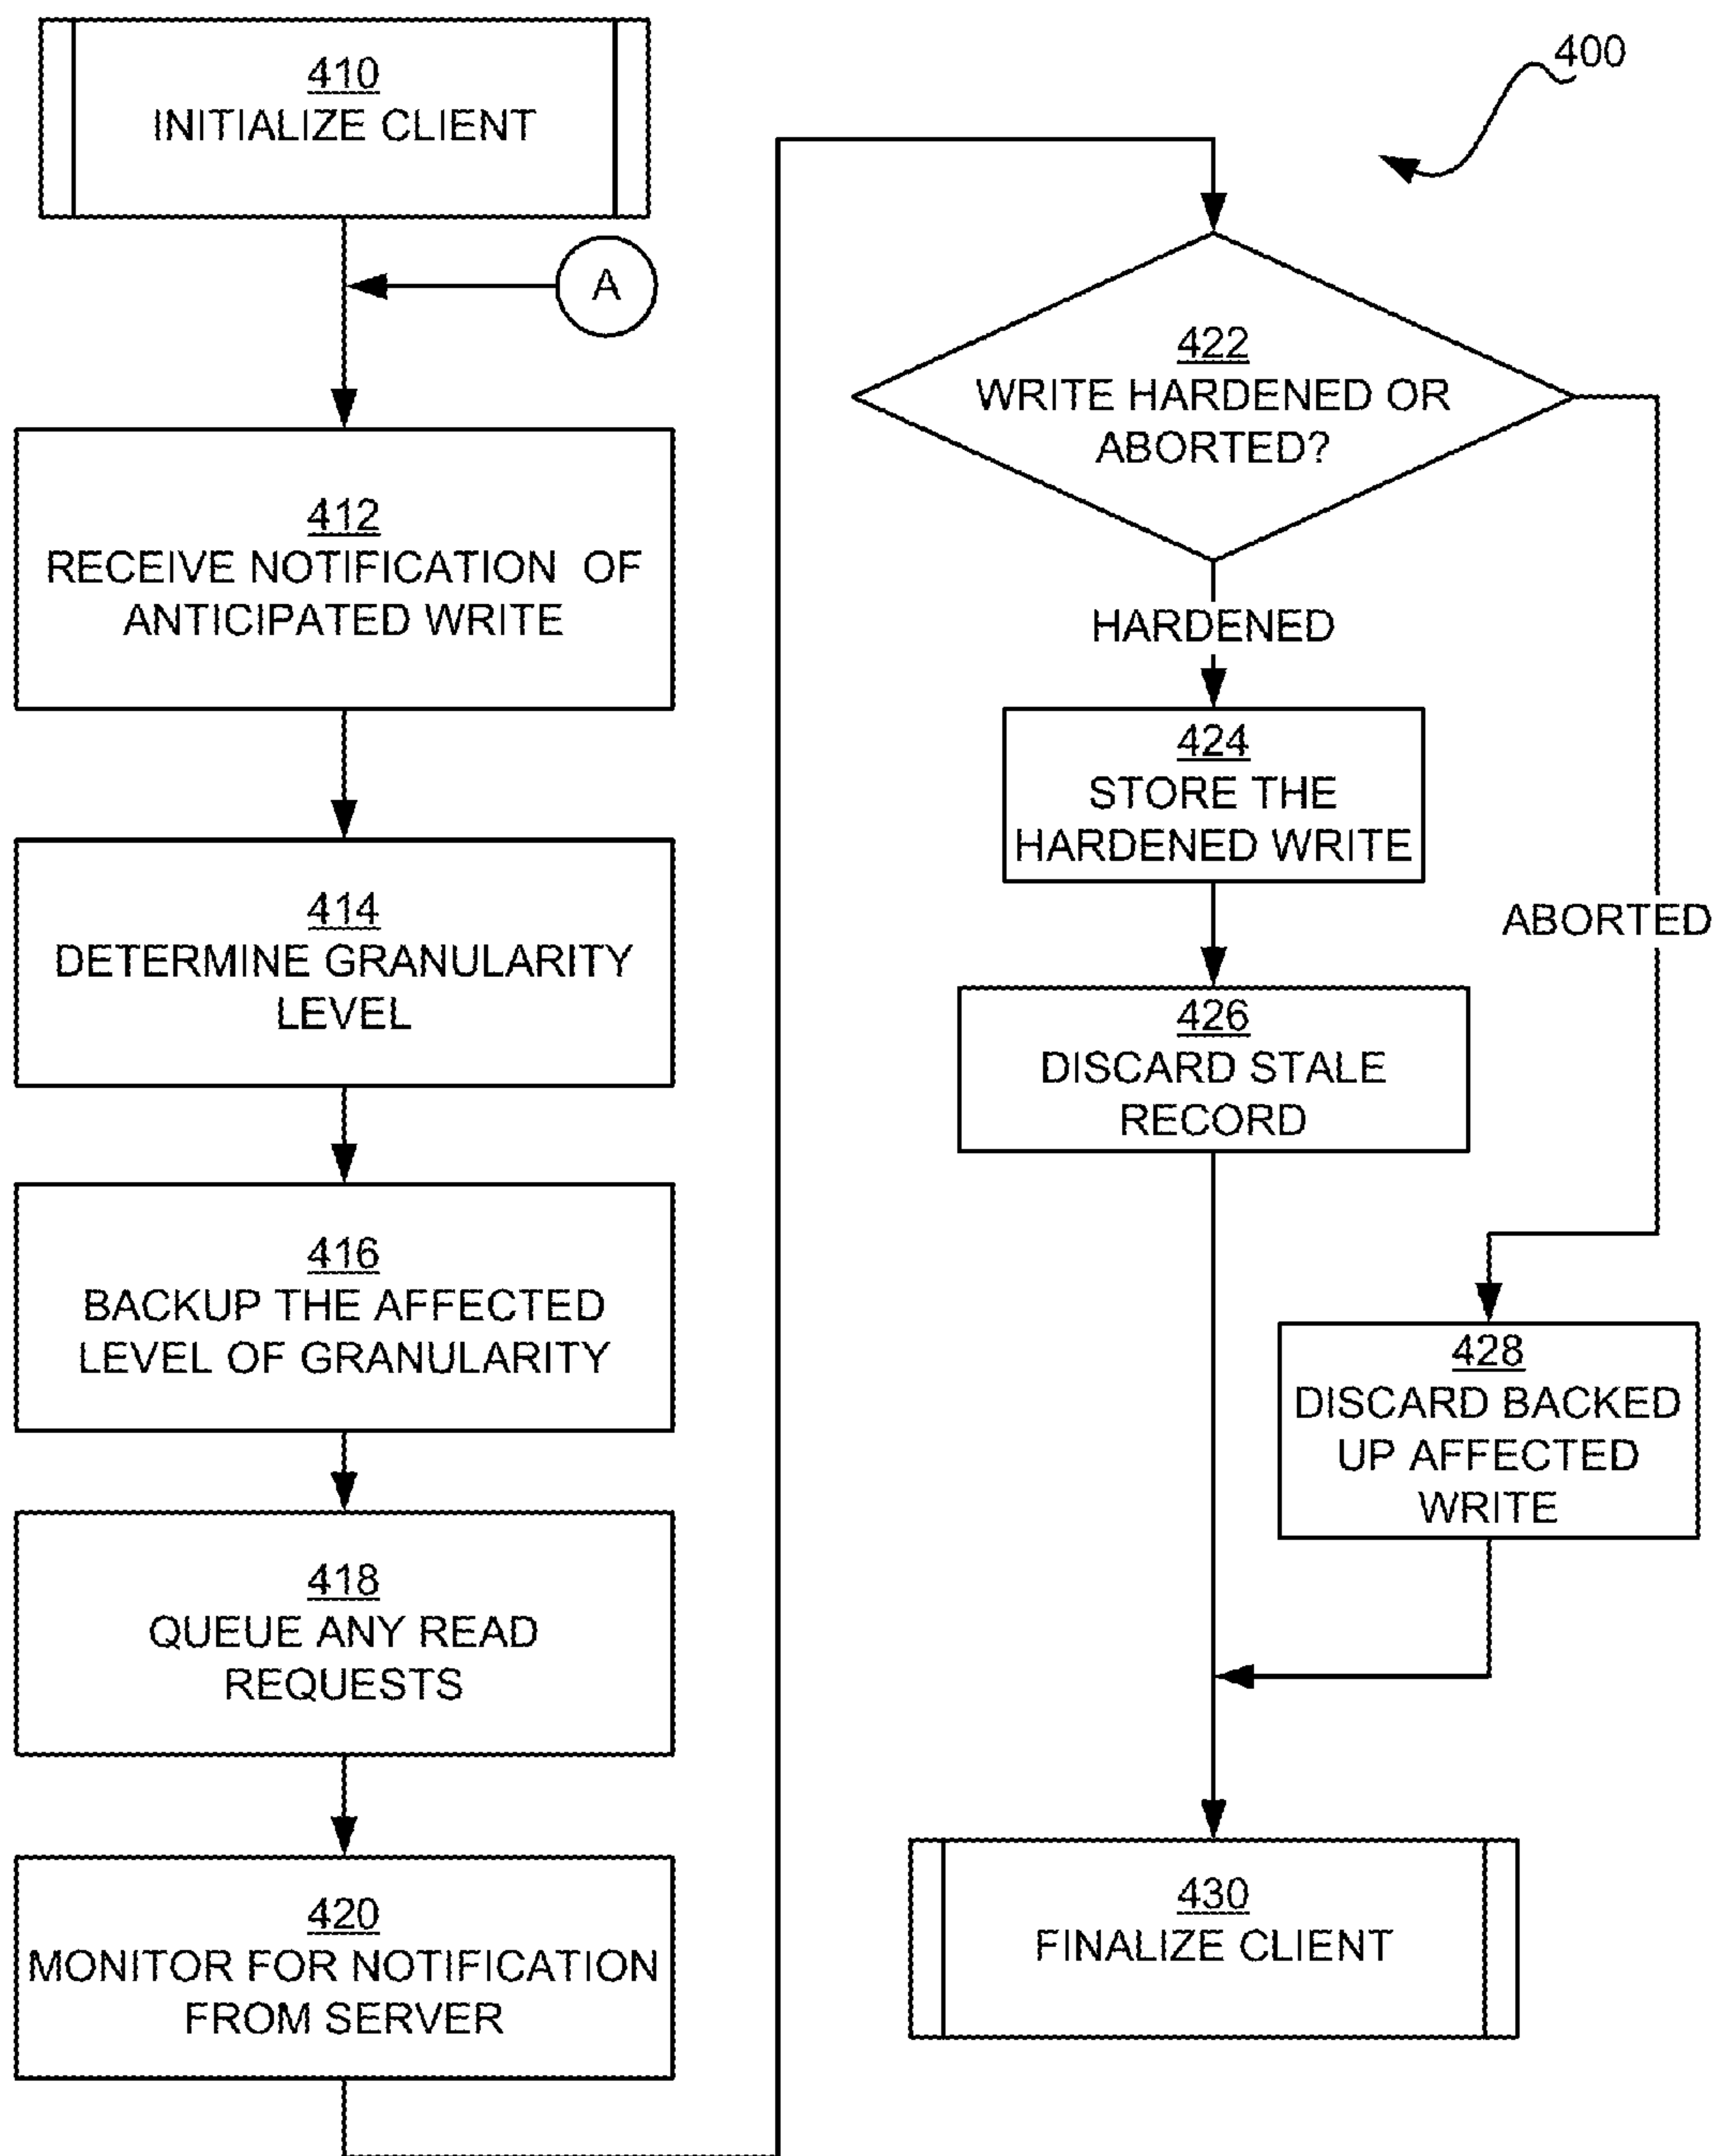 410
INITIALIZE CLIENT
A
412
RECEIVE NOTIFICATION OF
ANTICIPATED WRITE
414
DETERMINE GRANULARITY
LEVEL
416
BACKUP THE AFFECTED
LEVEL OF GRANULARITY
418
QUEUE ANY READ
REQUESTS
420
MONITOR FOR NOTIFICATION
FROM SERVER
400
422
WRITE HARDENED OR
ABORTED?
HARDENED
424
STORE THE
HARDENED WRITE
ABORTED
426
DISCARD STALE
RECORD
428
DISCARD BACKED
UP AFFECTED
WRITE
430
FINALIZE CLIENT